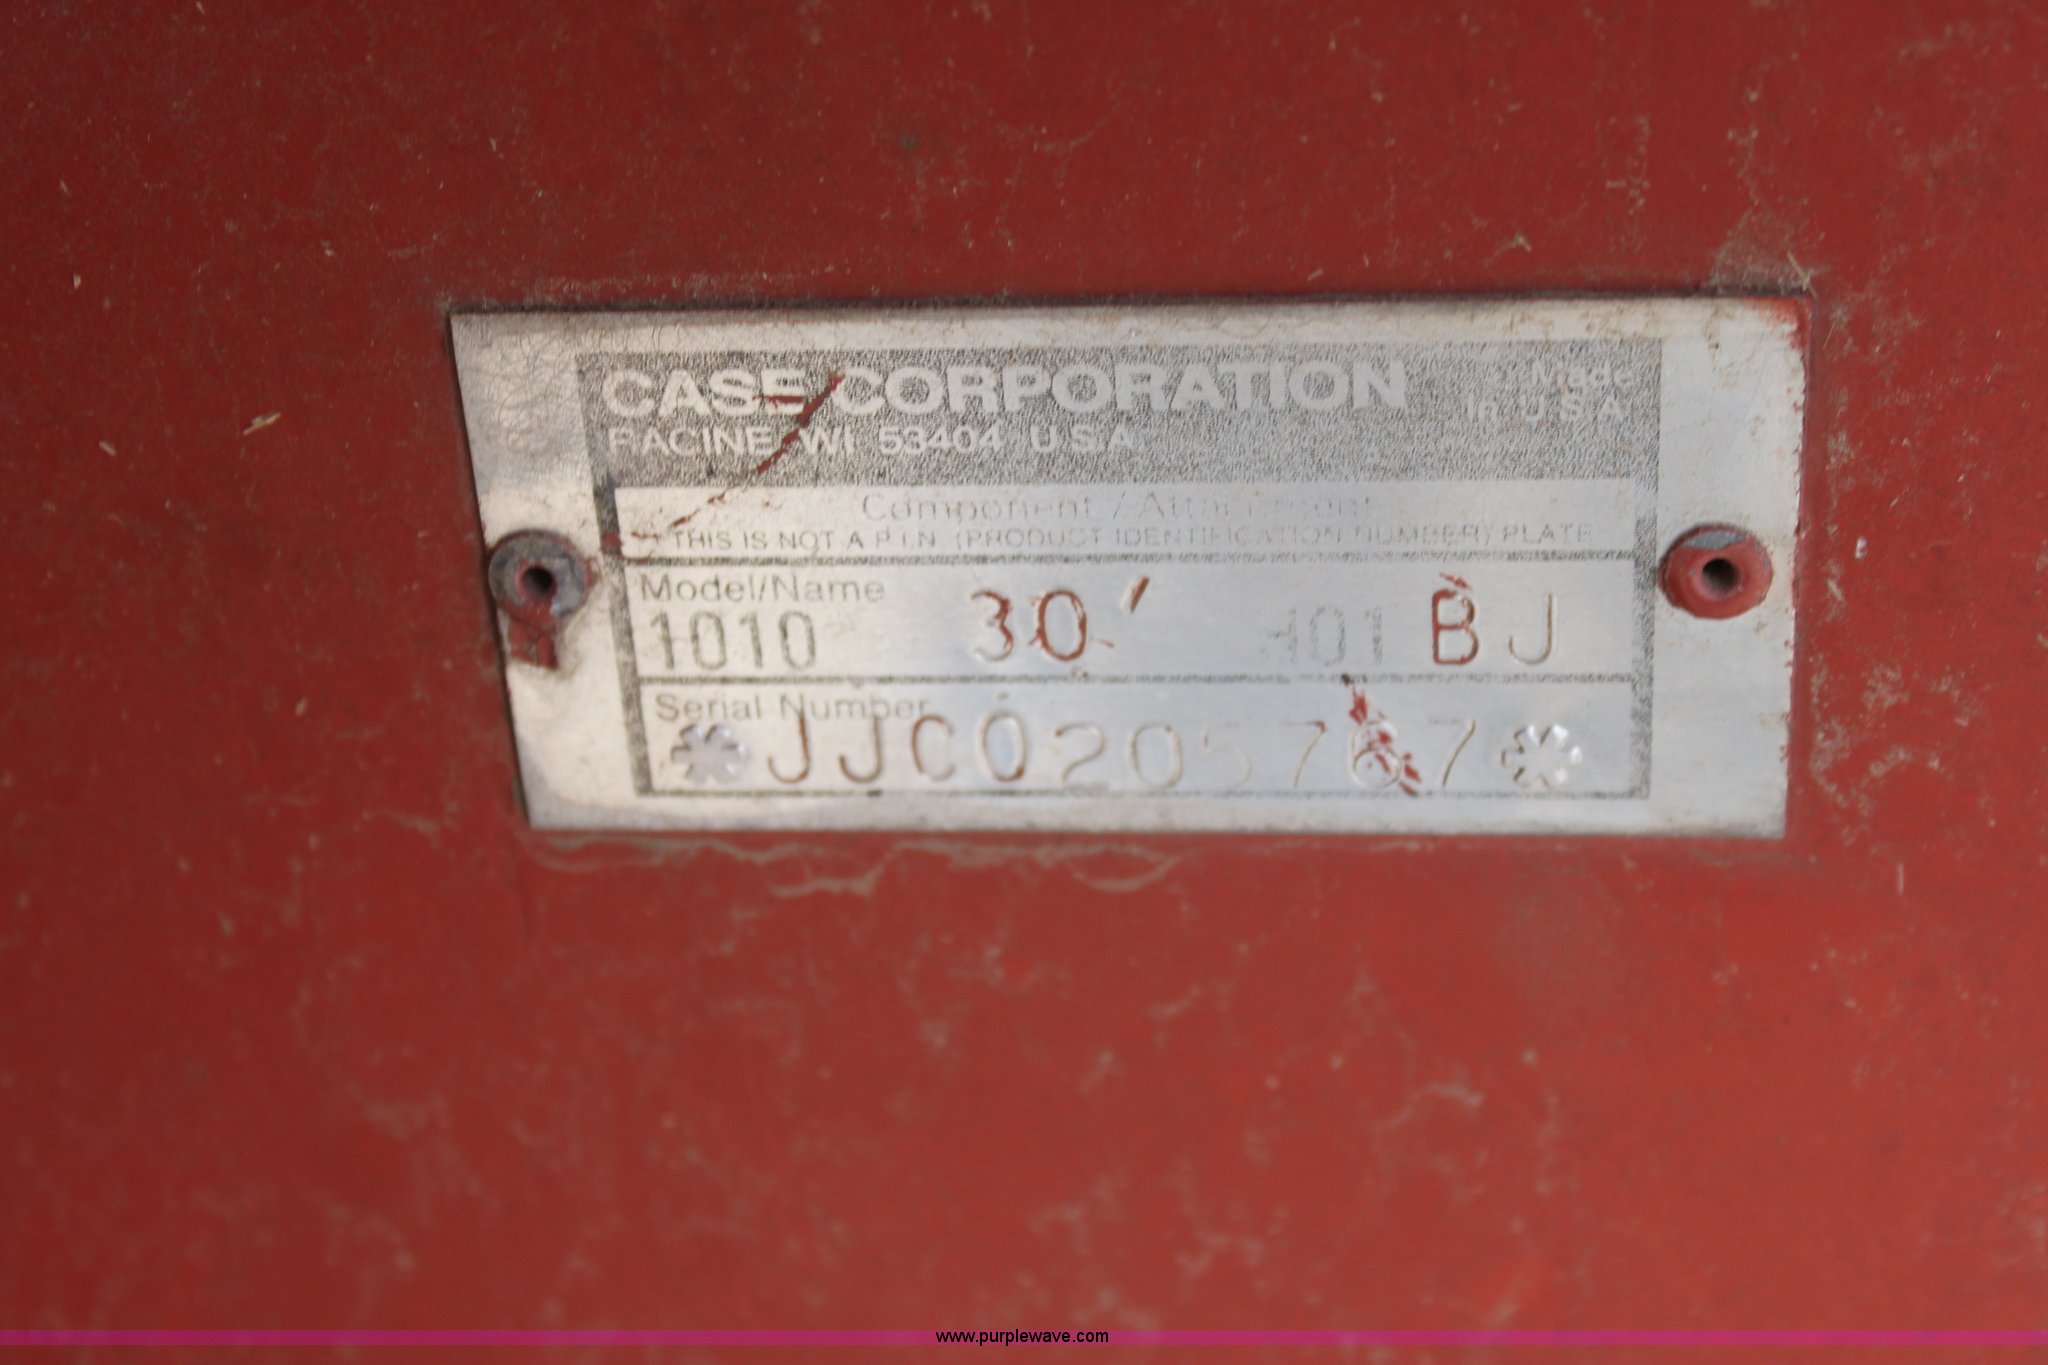 CASE CORPORATION
Made
in U.S.A.
RACINE, WI 53404 U.S.A.
Component / Attachment
THIS IS NOT A P.I.N. (PRODUCT IDENTIFICATION NUMBER) PLATE
Model/Name
1010 30' H01 BJ
Serial Number
*JJC0205767*
www.purplewave.com